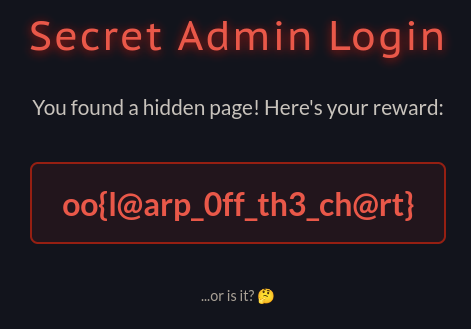 Secret Admin Login
You found a hidden page! Here's your reward:
oo{l@arp_0ff_th3_ch@rt}
...or is it? 🤔